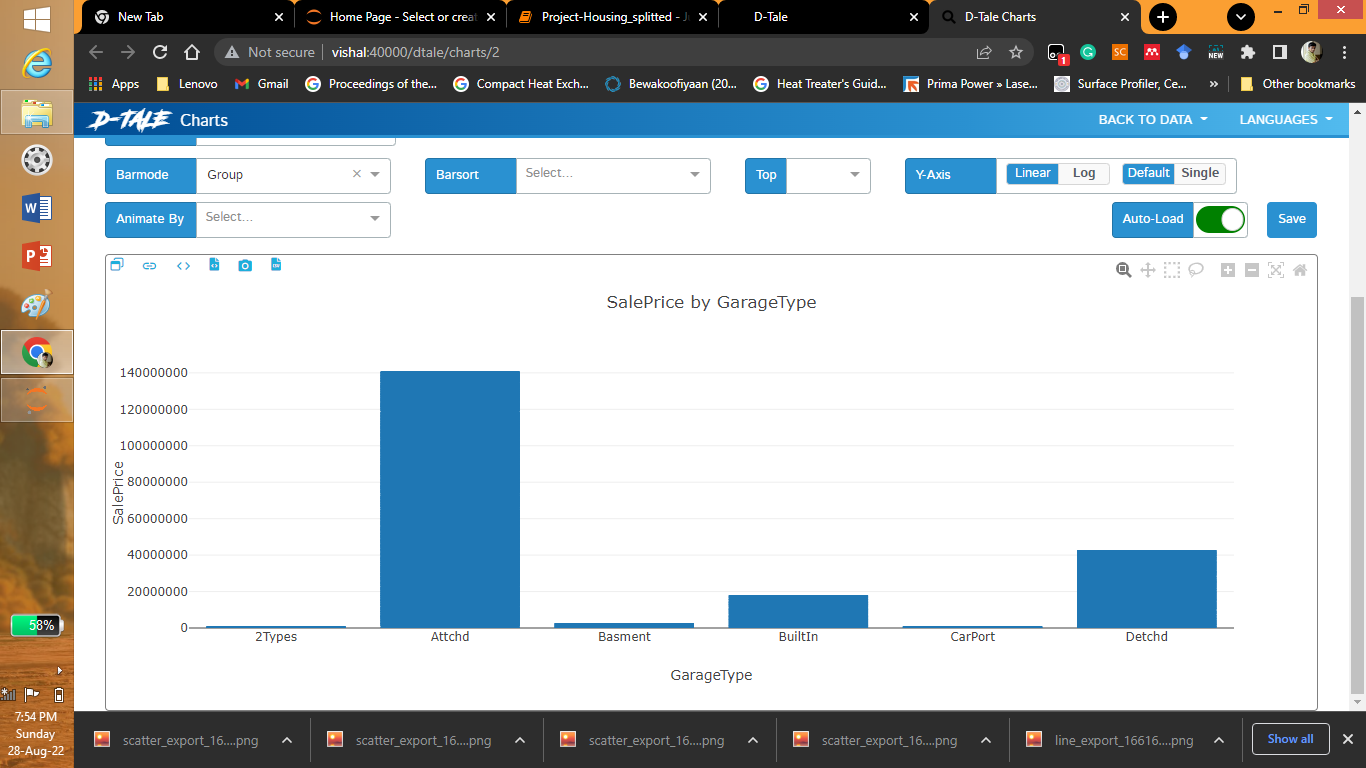 New Tab
Home Page - Select or creat
Project-Housing_splitted - Ju
D-Tale
D-Tale Charts
Not secure | vishal:40000/dtale/charts/2
1
SC
NEW
Apps
Lenovo
Gmail
Proceedings of the...
Compact Heat Exch...
Bewakoofiyaan (20...
Heat Treater's Guid...
Prima Power » Lase...
Surface Profiler, Ce...
»
Other bookmarks
D-TALE Charts
BACK TO DATA
LANGUAGES
Barmode
Group
Barsort
Select...
Top
Y-Axis
Linear
Log
Default
Single
Animate By
Select...
Auto-Load
Save
SalePrice by GarageType
140000000
120000000
100000000
80000000
60000000
40000000
20000000
0
SalePrice
2Types
Attchd
Basment
BuiltIn
CarPort
Detchd
GarageType
58%
7:54 PM
Sunday
28-Aug-22
scatter_export_16....png
scatter_export_16....png
scatter_export_16....png
scatter_export_16....png
line_export_16616....png
Show all